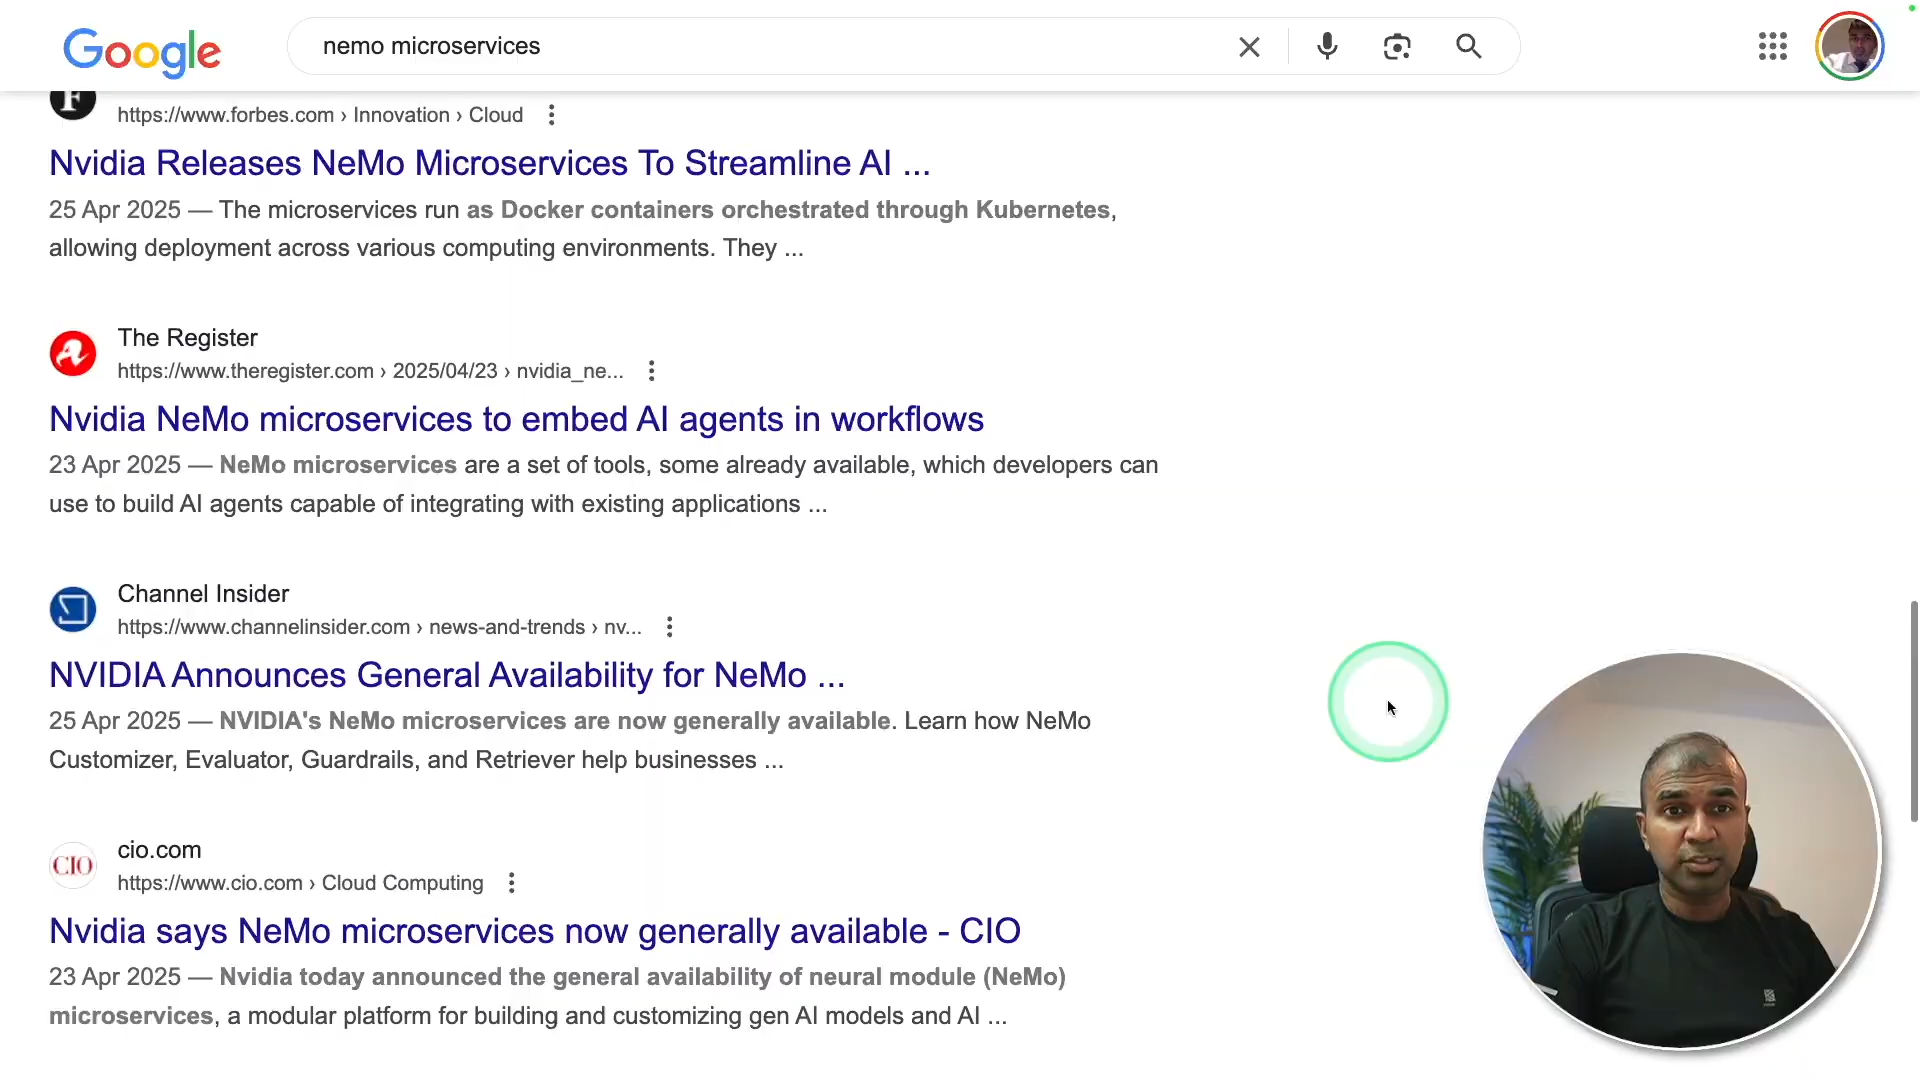 Google
nemo microservices
F
https://www.forbes.com › Innovation › Cloud
Nvidia Releases NeMo Microservices To Streamline AI ...
25 Apr 2025 — The microservices run as Docker containers orchestrated through Kubernetes,
allowing deployment across various computing environments. They ...
The Register
https://www.theregister.com › 2025/04/23 › nvidia_ne...
Nvidia NeMo microservices to embed AI agents in workflows
23 Apr 2025 — NeMo microservices are a set of tools, some already available, which developers can
use to build AI agents capable of integrating with existing applications ...
Channel Insider
https://www.channelinsider.com › news-and-trends › nv...
NVIDIA Announces General Availability for NeMo ...
25 Apr 2025 — NVIDIA's NeMo microservices are now generally available. Learn how NeMo
Customizer, Evaluator, Guardrails, and Retriever help businesses ...
CIO
cio.com
https://www.cio.com › Cloud Computing
Nvidia says NeMo microservices now generally available - CIO
23 Apr 2025 — Nvidia today announced the general availability of neural module (NeMo)
microservices, a modular platform for building and customizing gen AI models and AI ...